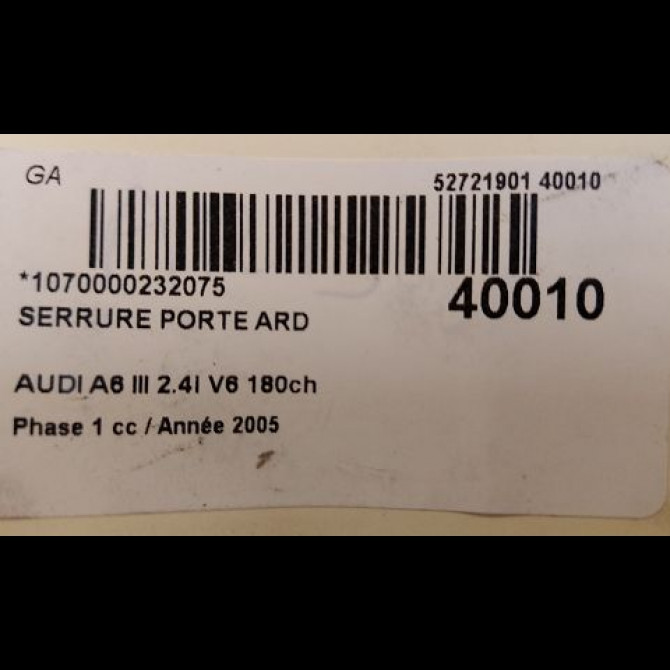 GA
52721901 40010
*1070000232075
40010
SERRURE PORTE ARD
AUDI A6 III 2.4I V6 180ch
Phase 1 cc / Année 2005